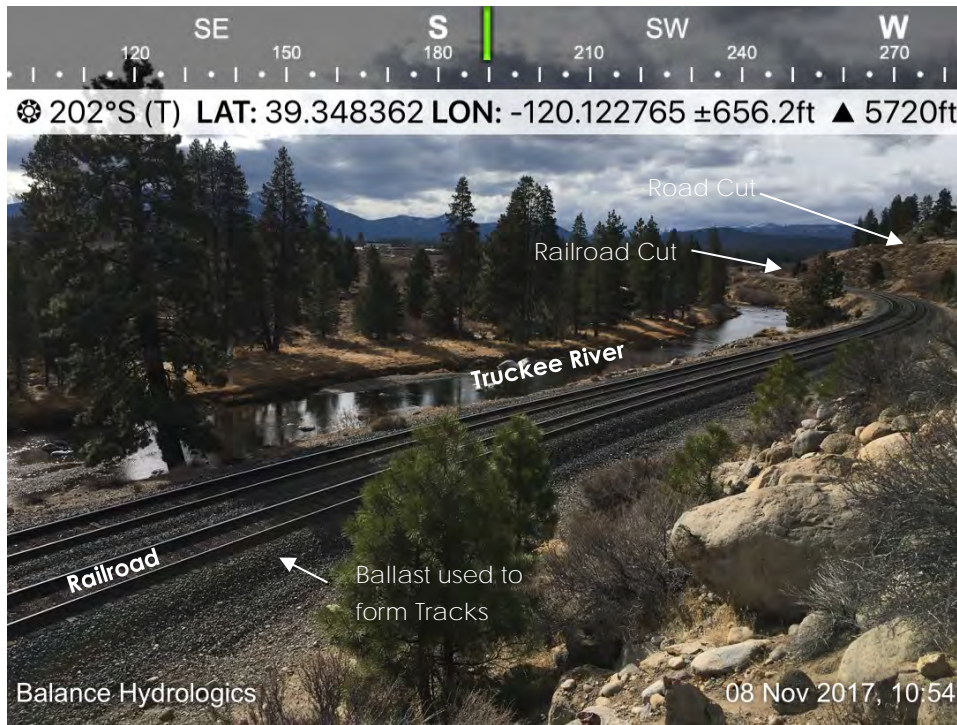 SE S SW W
120 150 180 210 240 270
202°S (T) LAT: 39.348362 LON: -120.122765 ±656.2ft ▲ 5720ft
Road Cut
Railroad Cut
Truckee River
Railroad
Ballast used to
form Tracks
Balance Hydrologics
08 Nov 2017, 10:54